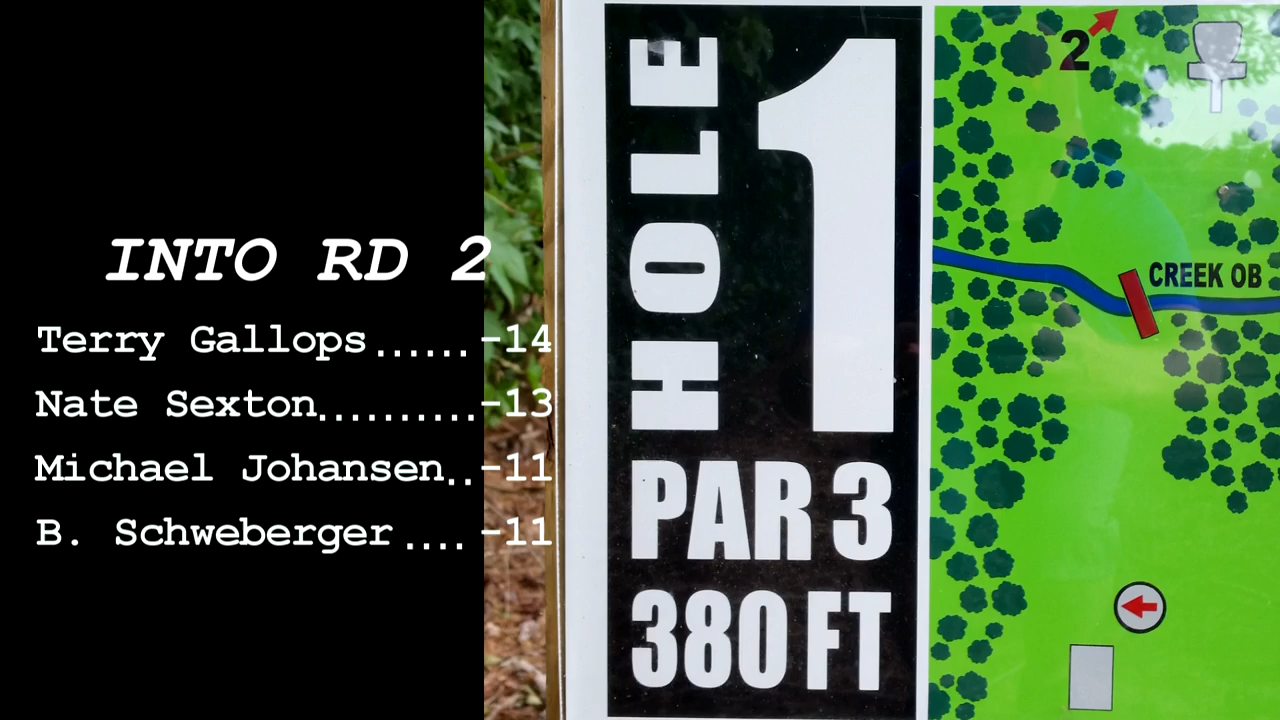 INTO RD 2
Terry Gallops......-14
Nate Sexton..........-13
Michael Johansen..-11
B. Schweberger....-11
HOLE 1
PAR 3
380 FT
2
CREEK OB